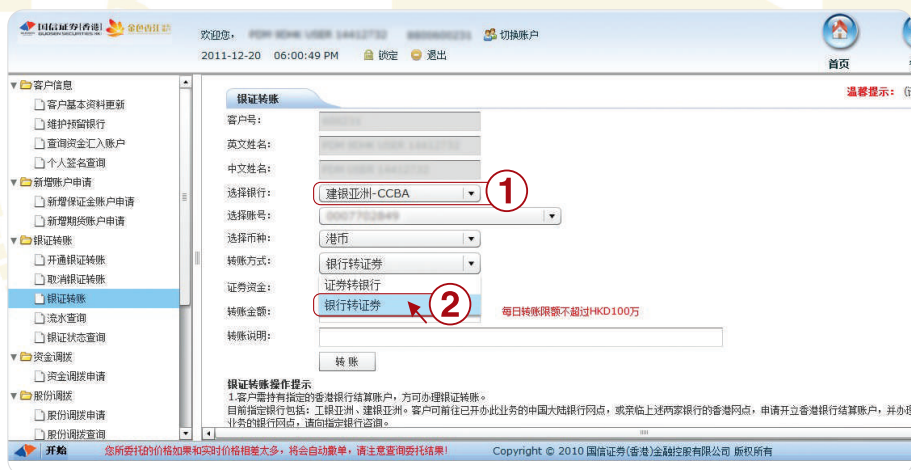 国信证券(香港)
欢迎您， 切换账户
2011-12-20 06:00:49 PM 锁定 退出
首页
客户信息
客户基本资料更新
维护预留银行
查询资金汇入账户
个人签名查询
新增账户申请
新增保证金账户申请
新增期货账户申请
银证转账
开通银证转账
取消银证转账
银证转账
流水查询
银证状态查询
资金调拨
资金调拨申请
股份调拨
股份调拨申请
股份调拨查询
银证转账
温馨提示：
客户号：
英文姓名：
中文姓名：
选择银行： 建银亚洲-CCBA ①
选择账号： 0007702849
选择币种： 港币
转账方式： 银行转证券
证券资金： 证券转银行
银行转证券 ②
转账金额： 每日转账限额不超过HKD100万
转账说明：
转 账
银证转账操作提示
1.客户需持有指定的香港银行结算账户，方可办理银证转账。
目前指定银行包括：工银亚洲、建银亚洲。客户可前往已开办此业务的中国大陆银行网点，或亲临上述两家银行的香港网点，申请开立香港银行结算账户，并办理
业务的银行网点，请向指定银行咨询。
开始 您所委托的价格如果和实时价格相差太多，将会自动撤单，请注意查询委托结果！ Copyright © 2010 国信证券(香港)金融控股有限公司 版权所有